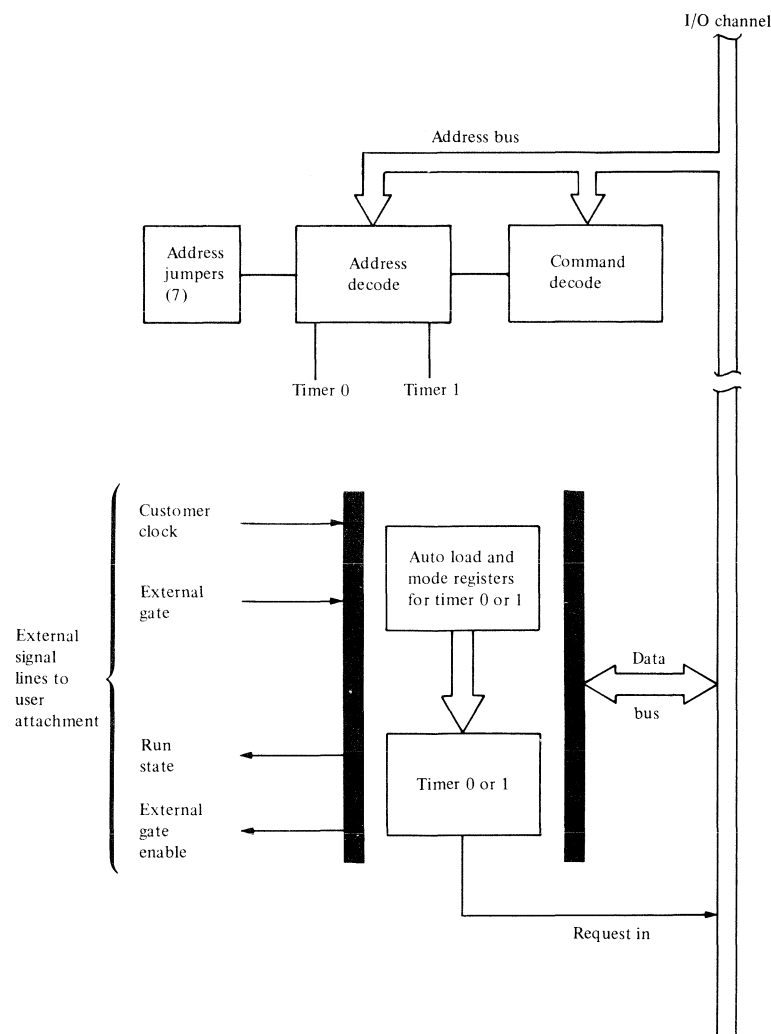 I/O channel
Address bus
Address
jumpers
(7)
Address
decode
Command
decode
Timer 0
Timer 1
Customer
clock
External
gate
External
signal
lines to
user
attachment
Run
state
External
gate
enable
Auto load and
mode registers
for timer 0 or 1
Timer 0 or 1
Data
bus
Request in